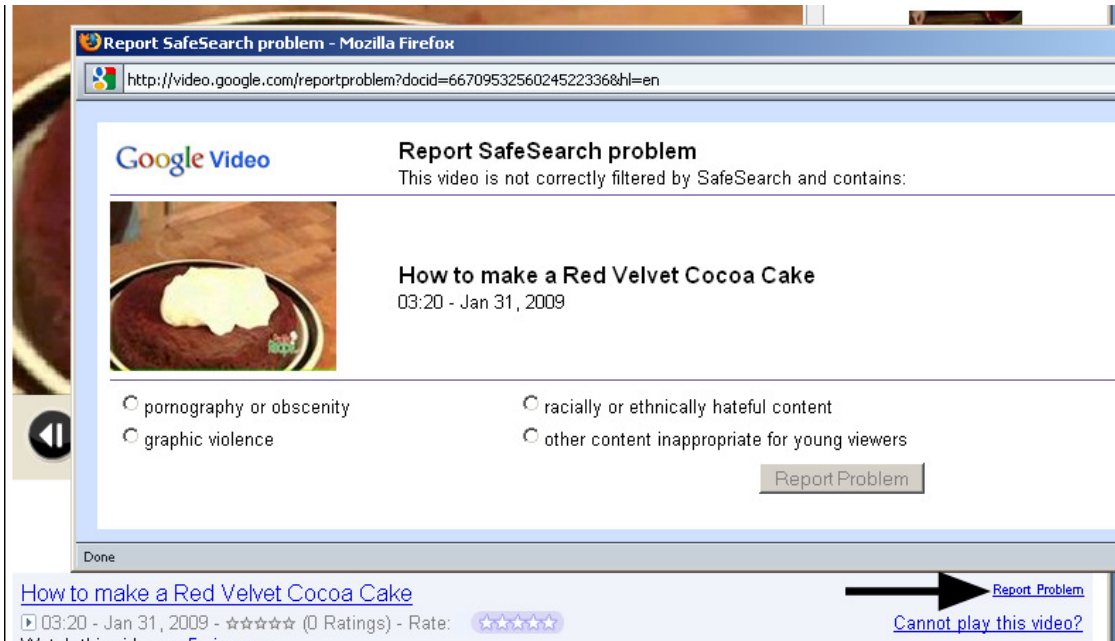 Report SafeSearch problem - Mozilla Firefox
http://video.google.com/reportproblem?docid=6670953256024522336&hl=en
Google Video
Report SafeSearch problem
This video is not correctly filtered by SafeSearch and contains:
How to make a Red Velvet Cocoa Cake
03:20 - Jan 31, 2009
pornography or obscenity
racially or ethnically hateful content
graphic violence
other content inappropriate for young viewers
Report Problem
Done
How to make a Red Velvet Cocoa Cake
Report Problem
03:20 - Jan 31, 2009 - ☆☆☆☆☆ (0 Ratings) - Rate: ☆☆☆☆☆
Cannot play this video?